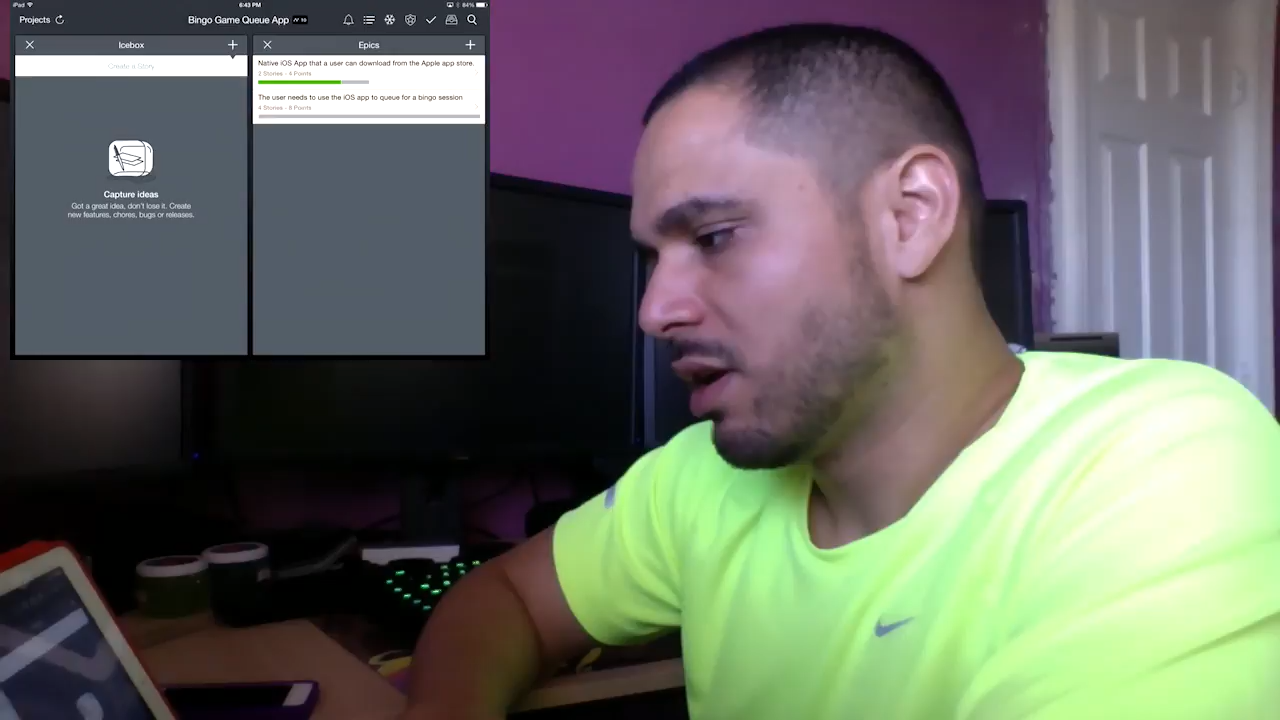 iPad
6:43 PM
84%
Projects
Bingo Game Queue App
10
Icebox
Epics
Create a Story
Capture ideas
Got a great idea, don't lose it. Create
new features, chores, bugs or releases.
Native iOS App that a user can download from the Apple app store.
2 Stories - 4 Points
The user needs to use the iOS app to queue for a bingo session
4 Stories - 8 Points